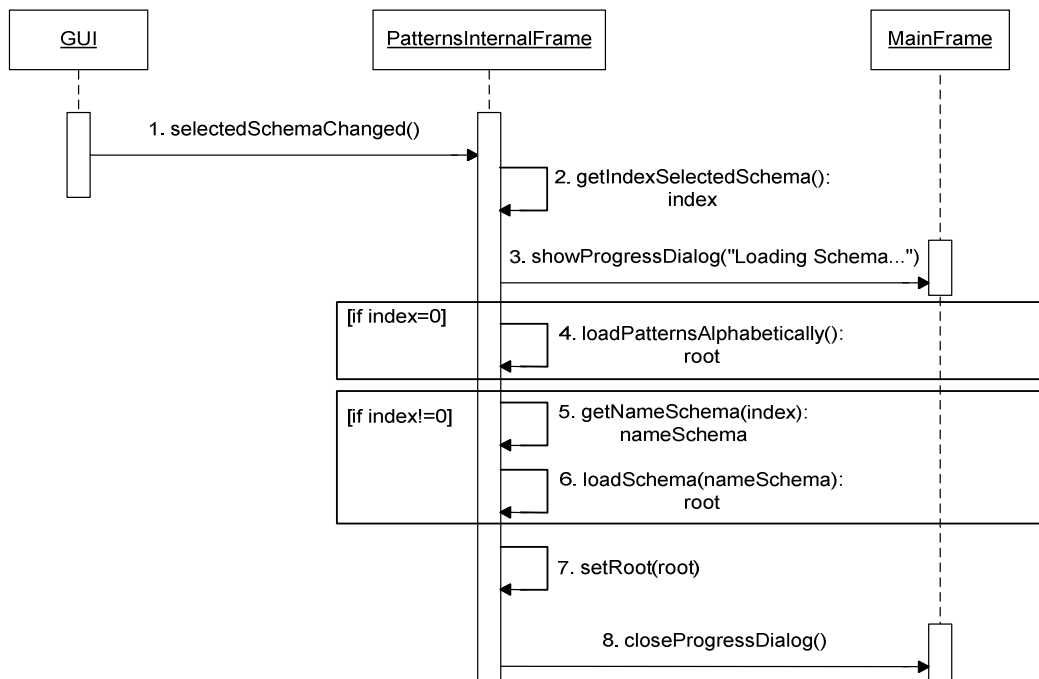 GUI
PatternsInternalFrame
MainFrame
1. selectedSchemaChanged()
2. getIndexSelectedSchema():
index
3. showProgressDialog("Loading Schema...")
[if index=0]
4. loadPatternsAlphabetically():
root
[if index!=0]
5. getNameSchema(index):
nameSchema
6. loadSchema(nameSchema):
root
7. setRoot(root)
8. closeProgressDialog()